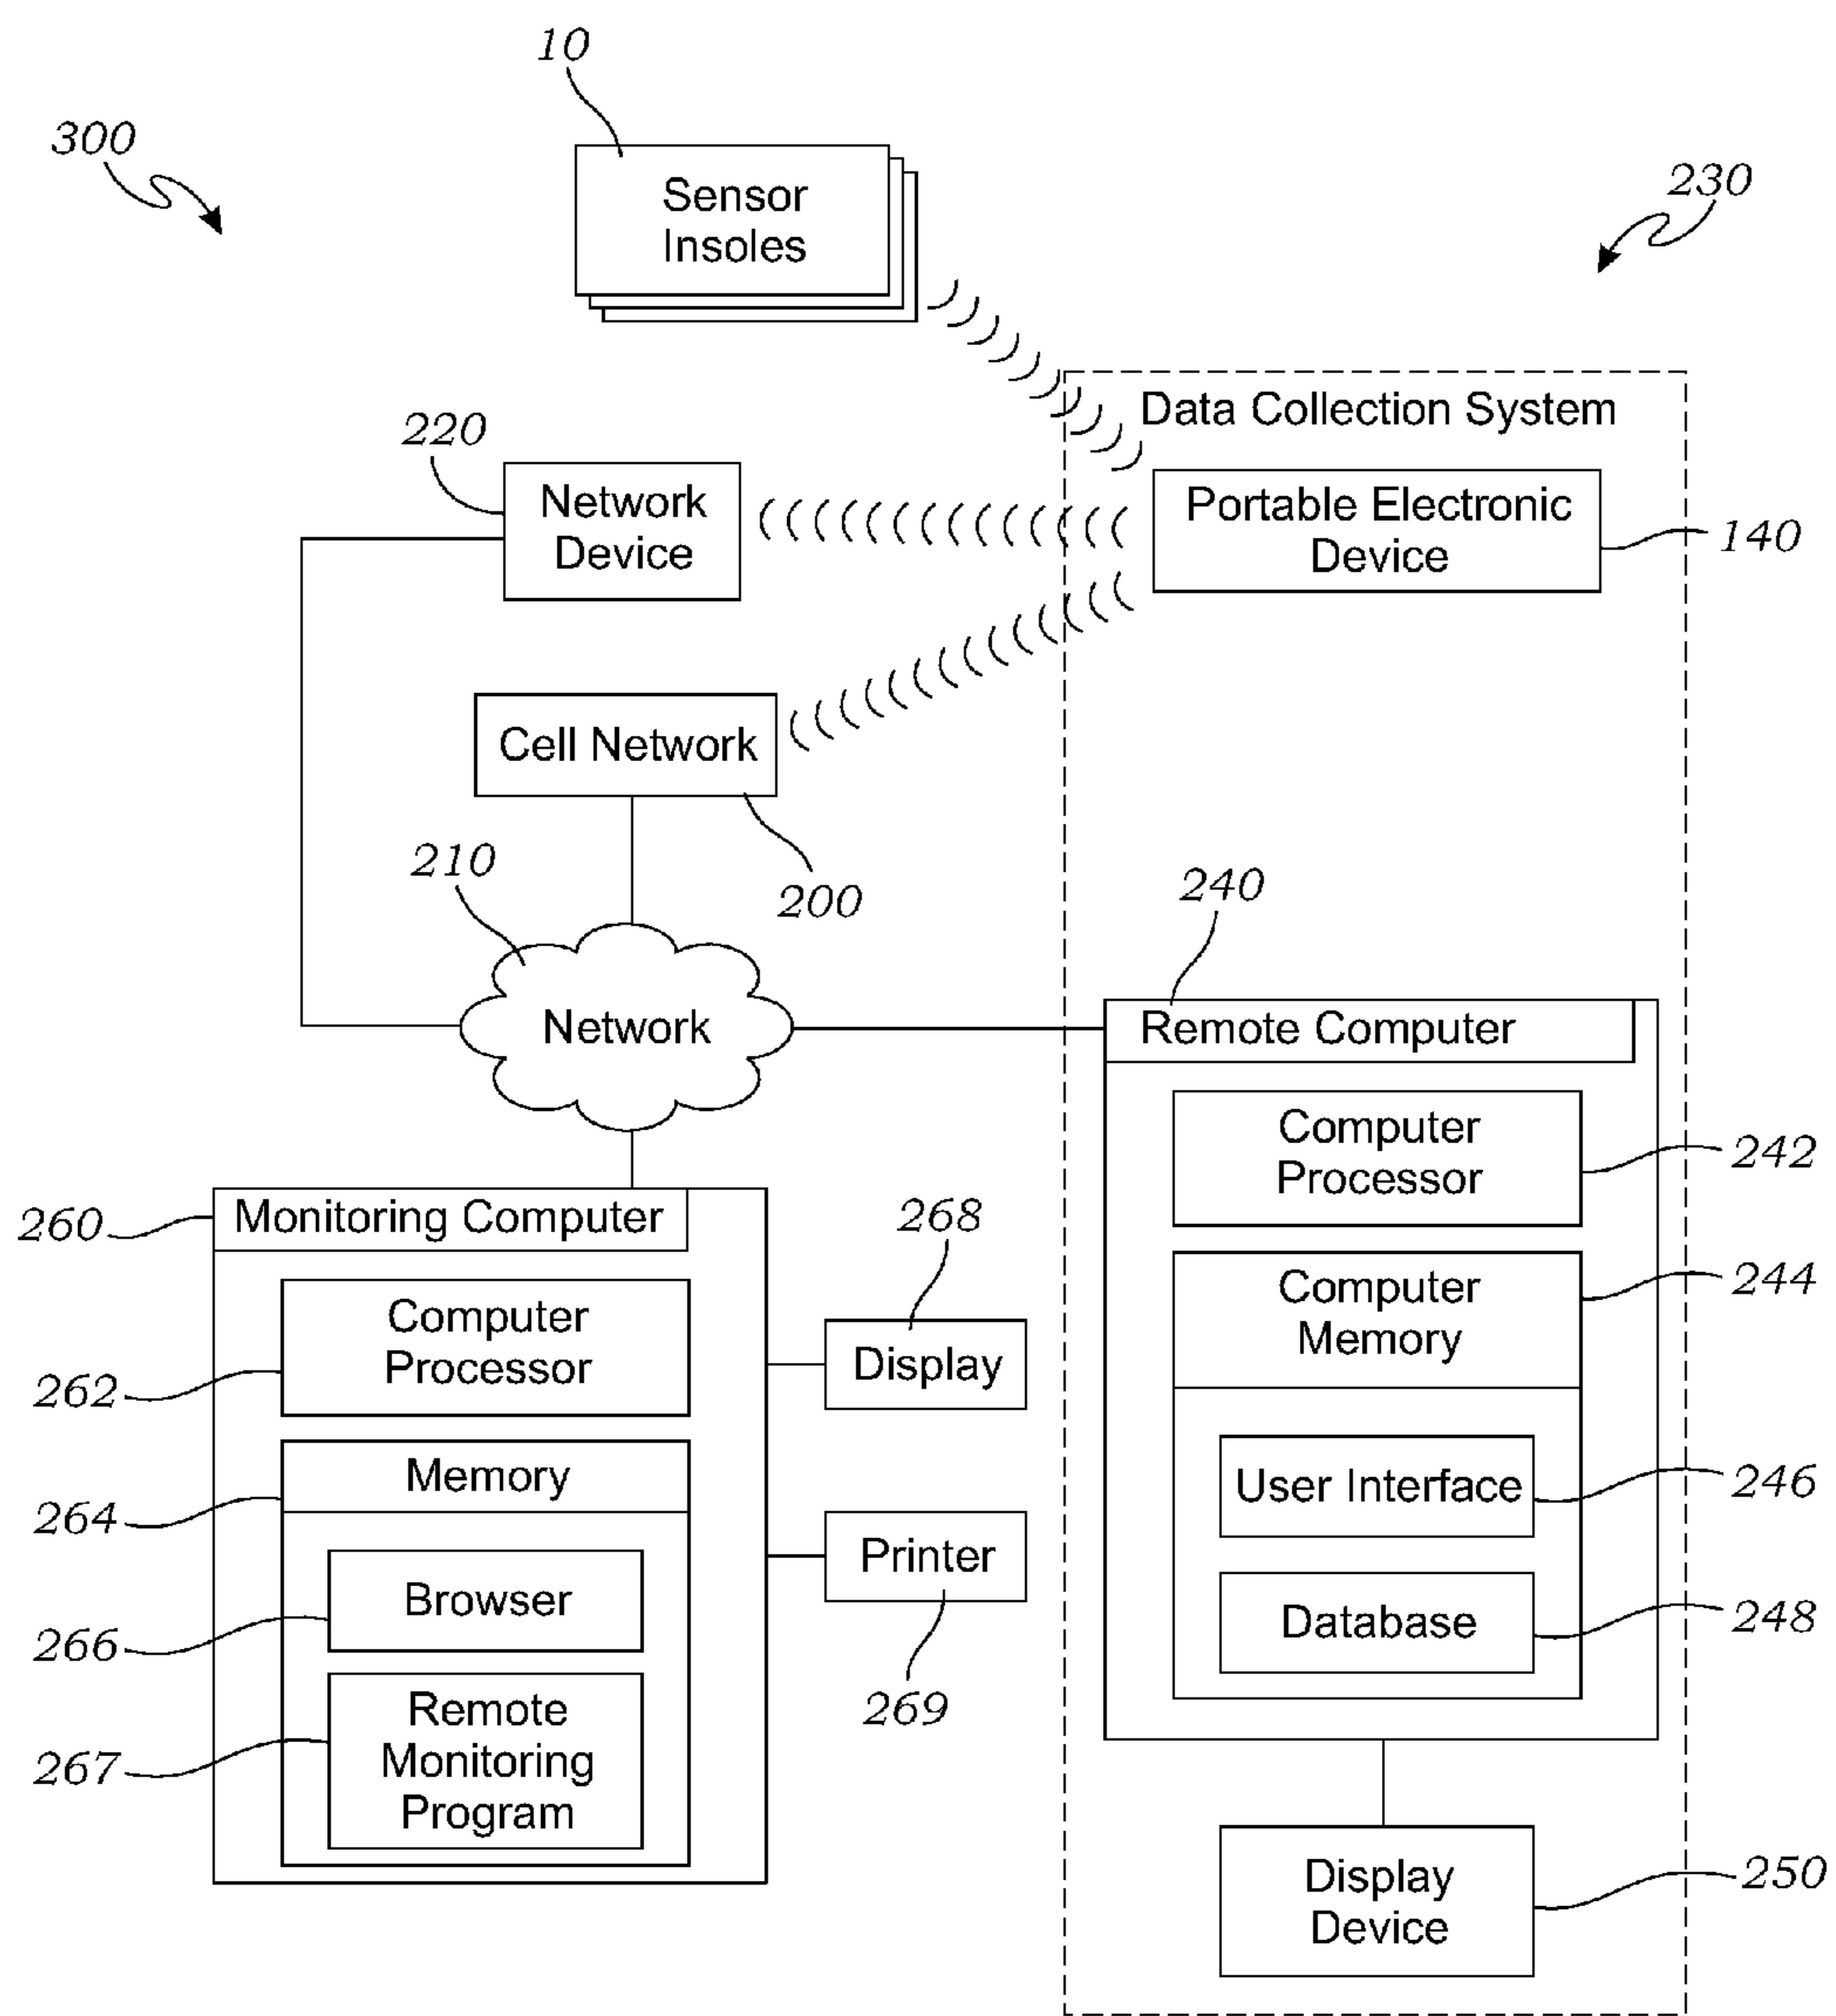 10
300
230
Sensor
Insoles
Data Collection System
220
Network
Device
Portable Electronic
Device
140
Cell Network
200
210
240
Network
Remote Computer
Computer
Processor
242
260
Monitoring Computer
268
Computer
Memory
244
Computer
Processor
262
Display
Memory
264
User Interface
246
Printer
269
Browser
266
Database
248
Remote
Monitoring
Program
267
Display
Device
250